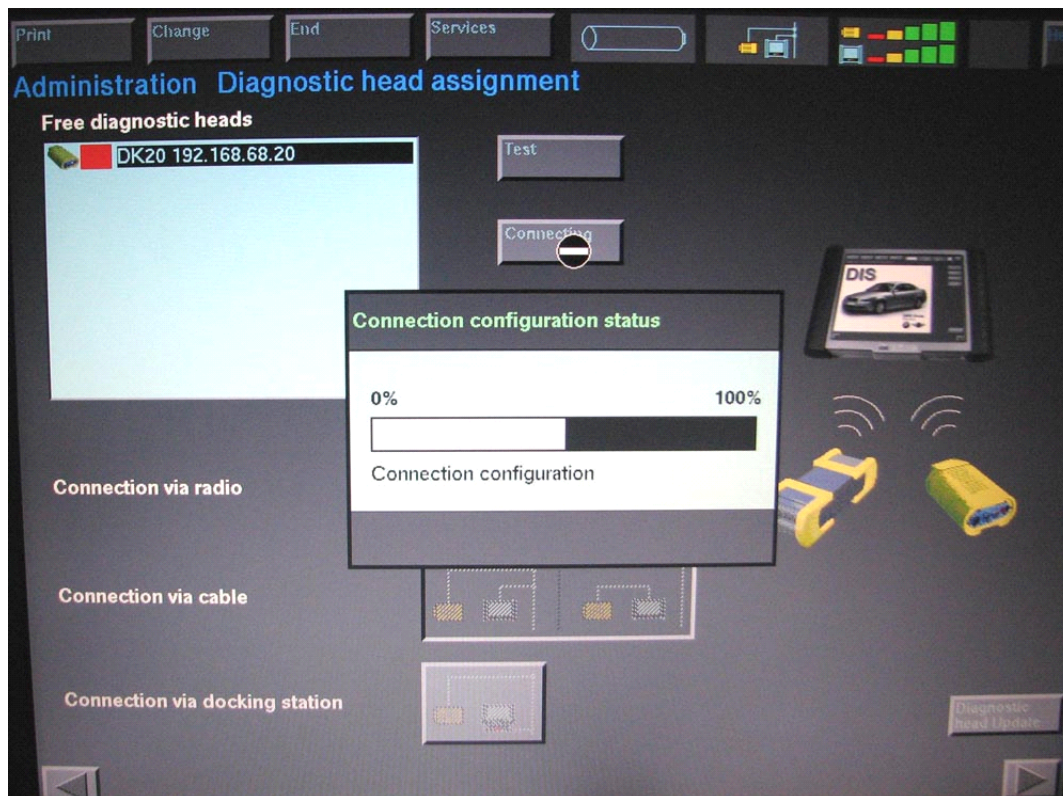 Print
Change
End
Services
Administration Diagnostic head assignment
Free diagnostic heads
DK20 192.168.68.20
Test
Connecting
DIS
Connection configuration status
0% 100%
Connection configuration
Connection via radio
Connection via cable
Connection via docking station
Diagnostic
head Update